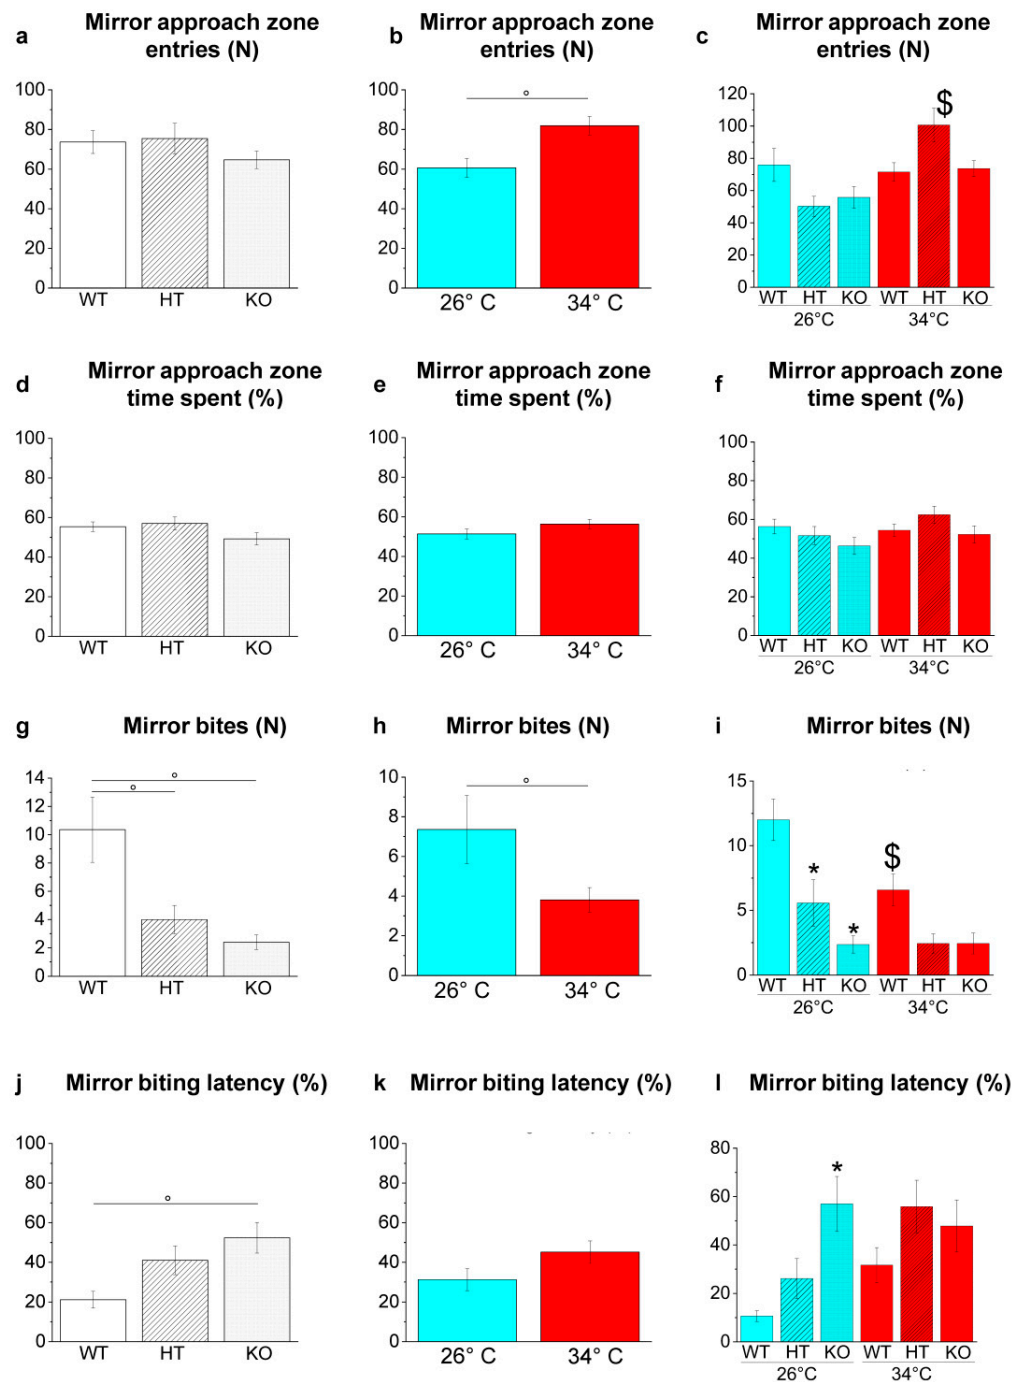 a Mirror approach zone entries (N)
100
80
60
40
20
0
WT HT KO
b Mirror approach zone entries (N)
100
80
60
40
20
0
°
26° C 34° C
c Mirror approach zone entries (N)
120
100
80
60
40
20
0
$
WT HT KO WT HT KO
26°C 34°C
d Mirror approach zone time spent (%)
100
80
60
40
20
0
WT HT KO
e Mirror approach zone time spent (%)
100
80
60
40
20
0
26° C 34° C
f Mirror approach zone time spent (%)
100
80
60
40
20
0
WT HT KO WT HT KO
26°C 34°C
g Mirror bites (N)
14
12
10
8
6
4
2
0
°
°
WT HT KO
h Mirror bites (N)
10
8
6
4
2
0
°
26° C 34° C
i Mirror bites (N)
15
10
5
0
* * $
WT HT KO WT HT KO
26°C 34°C
j Mirror biting latency (%)
100
80
60
40
20
0
°
WT HT KO
k Mirror biting latency (%)
100
80
60
40
20
0
26° C 34° C
l Mirror biting latency (%)
80
60
40
20
0
*
WT HT KO WT HT KO
26°C 34°C